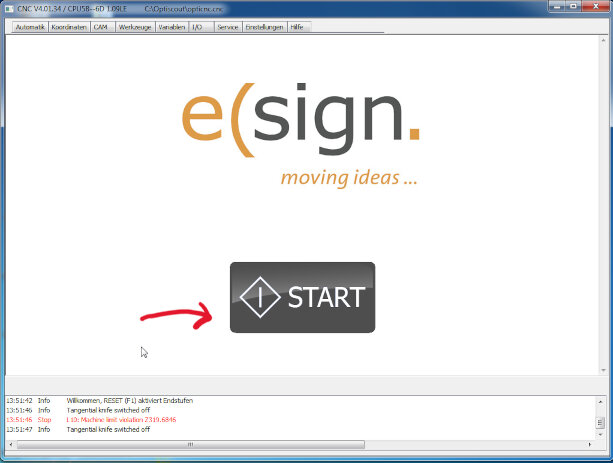 CNC V4.01.34 / CPU5B--6D 1.09LE C:\Optiscout\opticnc.cnc
Automatik Koordinaten CAM Werkzeuge Variablen I/O Service Einstellungen Hilfe
e(sign.
moving ideas ...
START
13:51:42 Info Willkommen, RESET (F1) aktiviert Endstufen
13:51:46 Info Tangential knife switched off
13:51:46 Stop L10: Machine limit violation Z319.6846
13:51:47 Info Tangential knife switched off